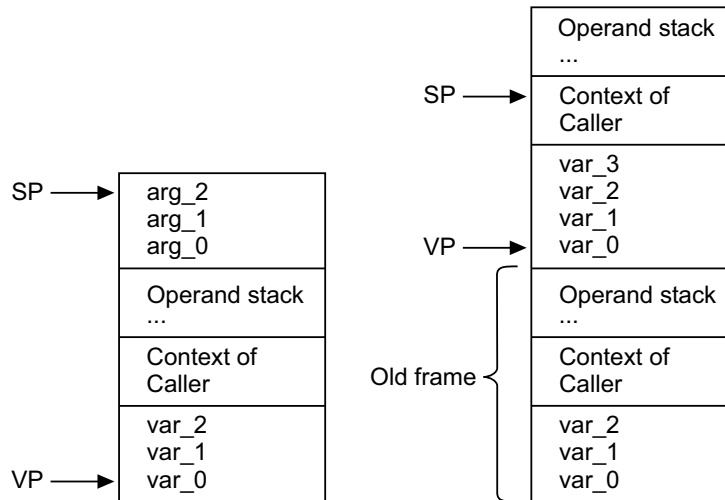 SP
arg_2
arg_1
arg_0
Operand stack
...
Context of
Caller
var_2
var_1
VP
var_0
Operand stack
...
SP
Context of
Caller
var_3
var_2
var_1
VP
var_0
Old frame
Operand stack
...
Context of
Caller
var_2
var_1
var_0